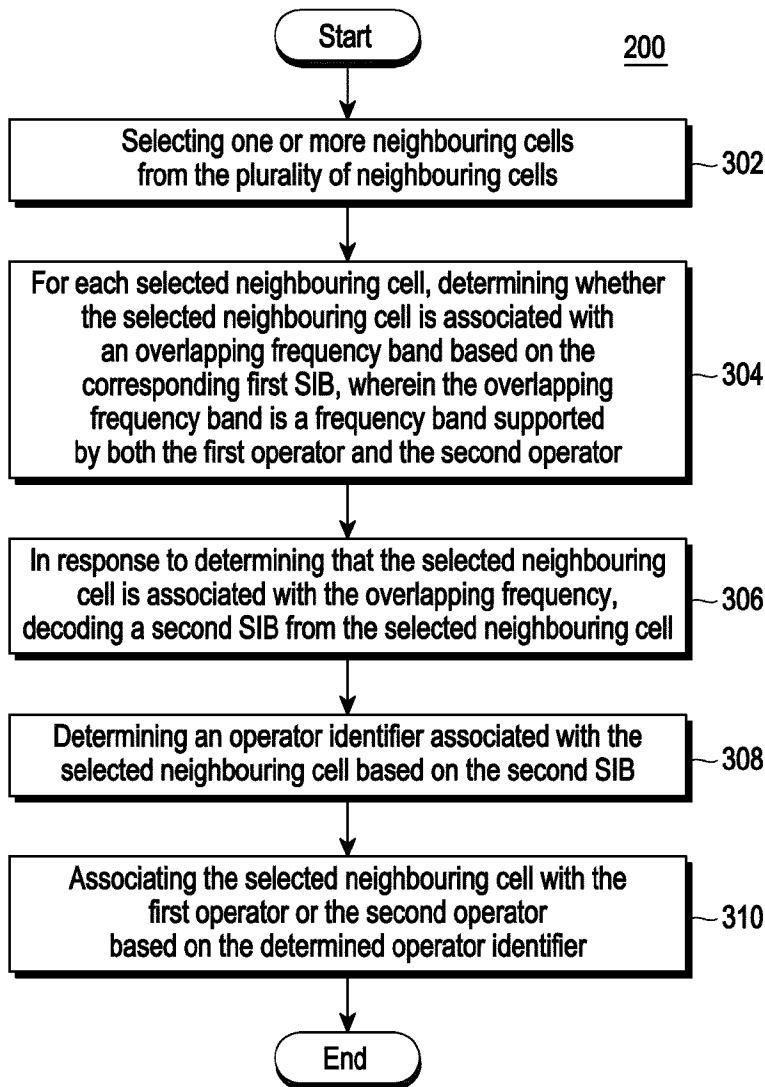 Start
200
Selecting one or more neighbouring cells
from the plurality of neighbouring cells
302
For each selected neighbouring cell, determining whether
the selected neighbouring cell is associated with
an overlapping frequency band based on the
corresponding first SIB, wherein the overlapping
frequency band is a frequency band supported
by both the first operator and the second operator
304
In response to determining that the selected neighbouring
cell is associated with the overlapping frequency,
decoding a second SIB from the selected neighbouring cell
306
Determining an operator identifier associated with the
selected neighbouring cell based on the second SIB
308
Associating the selected neighbouring cell with the
first operator or the second operator
based on the determined operator identifier
310
End